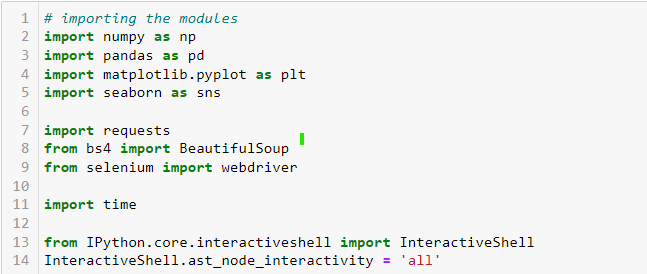 1 # importing the modules
2 import numpy as np
3 import pandas as pd
4 import matplotlib.pyplot as plt
5 import seaborn as sns
6
7 import requests
8 from bs4 import BeautifulSoup
9 from selenium import webdriver
10
11 import time
12
13 from IPython.core.interactiveshell import InteractiveShell
14 InteractiveShell.ast_node_interactivity = 'all'